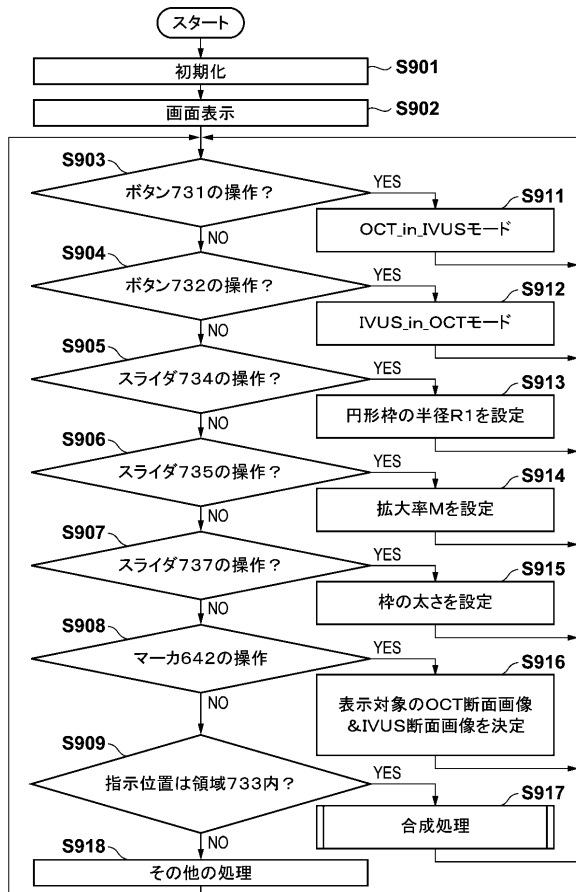 スタート
初期化
S901
画面表示
S902
S903
ボタン731の操作？
YES
S911
OCT_in_IVUSモード
NO
S904
ボタン732の操作？
YES
S912
IVUS_in_OCTモード
NO
S905
スライダ734の操作？
YES
S913
円形枠の半径R1を設定
NO
S906
スライダ735の操作？
YES
S914
拡大率Mを設定
NO
S907
スライダ737の操作？
YES
S915
枠の太さを設定
NO
S908
マーカ642の操作
YES
S916
表示対象のOCT断面画像
&IVUS断面画像を決定
NO
S909
指示位置は領域733内？
YES
S917
合成処理
NO
S918
その他の処理